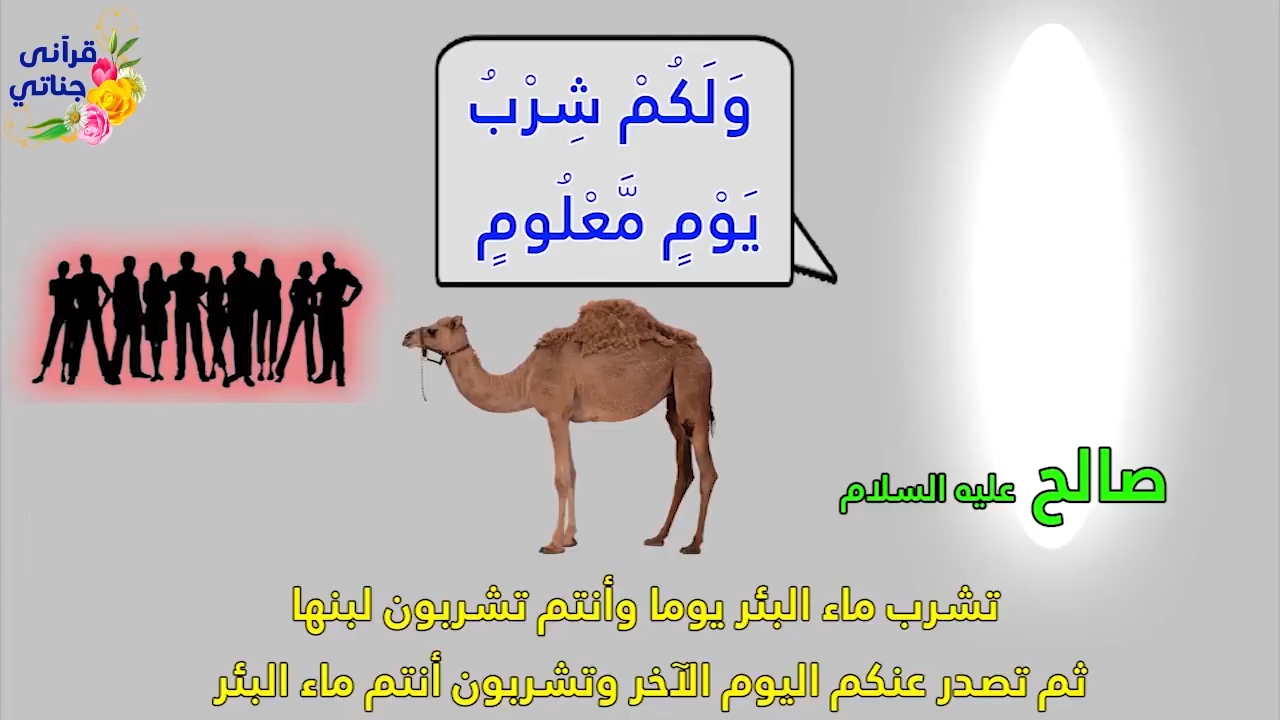 قرآنى
جناتي
وَلَكُمْ شِرْبُ
يَوْمٍ مَّعْلُومٍ
صالح عليه السلام
تشرب ماء البئر يوما وأنتم تشربون لبنها
ثم تصدر عنكم اليوم الآخر وتشربون أنتم ماء البئر